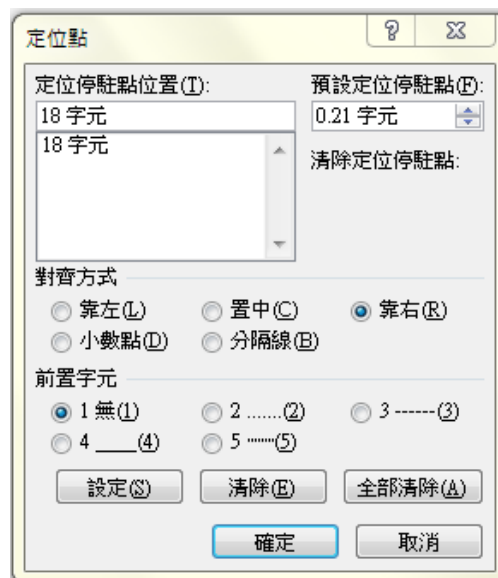 定位點
定位停駐點位置(T):
18 字元
18 字元
預設定位停駐點(F):
0.21 字元
清除定位停駐點:
對齊方式
靠左(L) 置中(C) 靠右(R)
小數點(D) 分隔線(B)
前置字元
1 無(1) 2 .......(2) 3 ------(3)
4 ____(4) 5 ·······(5)
設定(S) 清除(E) 全部清除(A)
確定 取消